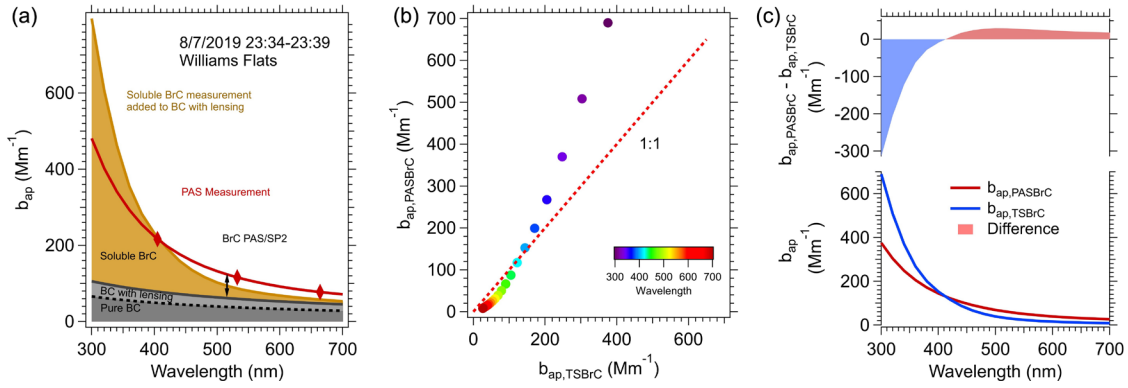 (a)
8/7/2019 23:34-23:39
Williams Flats
Soluble BrC measurement
added to BC with lensing
PAS Measurement
BrC PAS/SP2
Soluble BrC
BC with lensing
Pure BC
b_ap (Mm⁻¹)
800
600
400
200
0
300 400 500 600 700
Wavelength (nm)
(b)
b_ap,PASBrC (Mm⁻¹)
700
600
500
400
300
200
100
0
1:1
300 400 500 600 700
Wavelength
0 200 400 600
b_ap,TSBrC (Mm⁻¹)
(c)
b_ap,PASBrC - b_ap,TSBrC
(Mm⁻¹)
0
-100
-200
-300
b_ap
(Mm⁻¹)
600
400
200
0
b_ap,PASBrC
b_ap,TSBrC
Difference
300 400 500 600 700
Wavelength (nm)